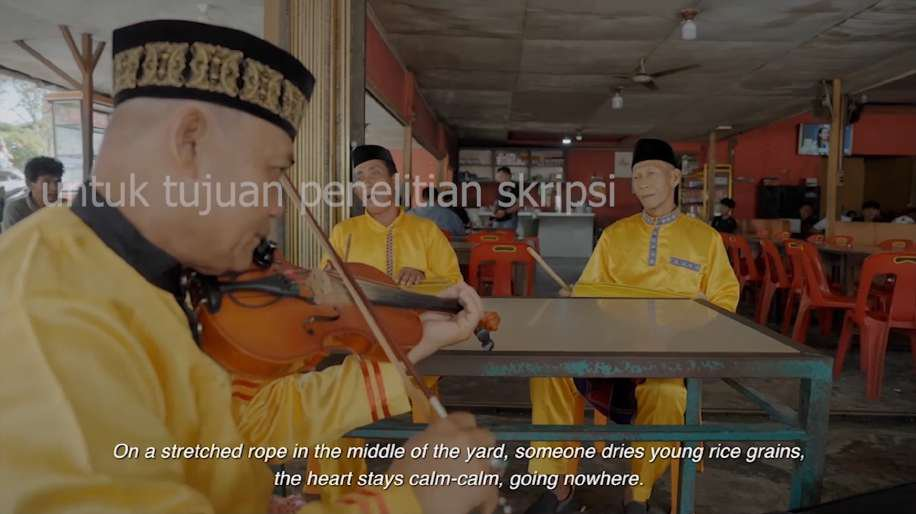 untuk tujuan penelitian skripsi
On a stretched rope in the middle of the yard, someone dries young rice grains,
the heart stays calm-calm, going nowhere.